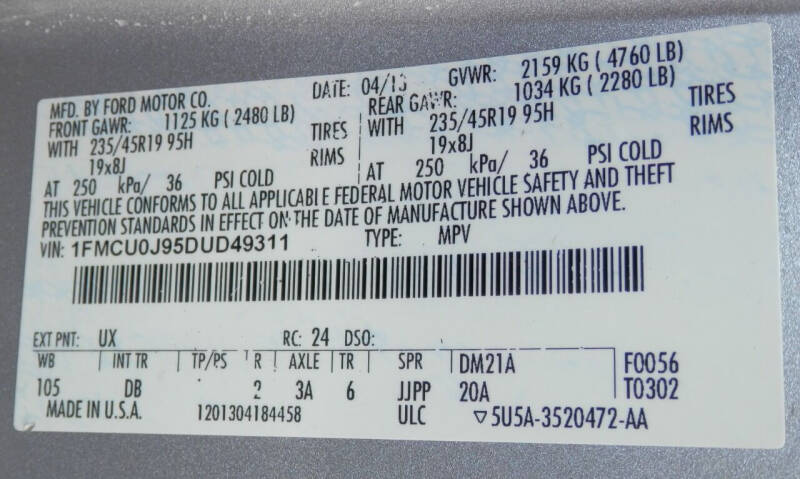 MFD. BY FORD MOTOR CO. DATE: 04/13 GVWR: 2159 KG ( 4760 LB)
FRONT GAWR: 1125 KG ( 2480 LB) REAR GAWR: 1034 KG ( 2280 LB)
WITH 235/45R19 95H TIRES WITH 235/45R19 95H TIRES
19x8J RIMS 19x8J RIMS
AT 250 kPa/ 36 PSI COLD AT 250 kPa/ 36 PSI COLD
THIS VEHICLE CONFORMS TO ALL APPLICABLE FEDERAL MOTOR VEHICLE SAFETY AND THEFT
PREVENTION STANDARDS IN EFFECT ON THE DATE OF MANUFACTURE SHOWN ABOVE.
VIN: 1FMCU0J95DUD49311 TYPE: MPV
EXT PNT: UX RC: 24 DSO:
WB INT TR TP/PS R AXLE TR SPR DM21A F0056
105 DB 2 3A 6 JJPP 20A T0302
MADE IN U.S.A. 1201304184458 ULC ▽5U5A-3520472-AA